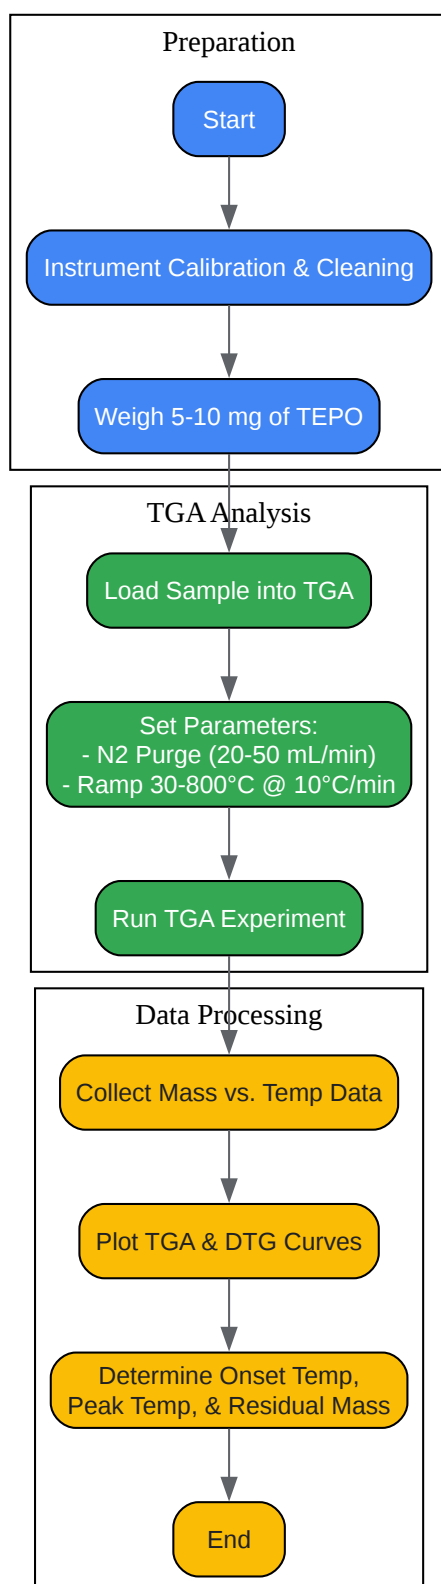 Preparation
Start
Instrument Calibration & Cleaning
Weigh 5-10 mg of TEPO
TGA Analysis
Load Sample into TGA
Set Parameters:
- N2 Purge (20-50 mL/min)
- Ramp 30-800°C @ 10°C/min
Run TGA Experiment
Data Processing
Collect Mass vs. Temp Data
Plot TGA & DTG Curves
Determine Onset Temp,
Peak Temp, & Residual Mass
End